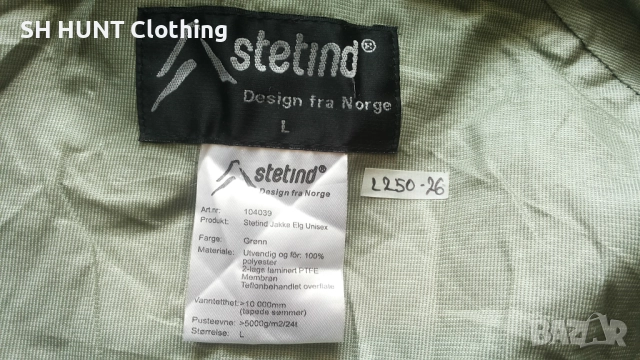 SH HUNT Clothing
stetind®
Design fra Norge
L
stetind®
Design fra Norge
Art.nr: 104039
Produkt: Stetind Jakke Elg Unisex
Farge: Grønn
Materiale: Utvendig og fôr: 100%
polyester
2-lags laminert PTFE
Membran
Teflonbehandlet overflate
Vanntetthet: >10 000mm
(tapede sømmer)
Pusteevne: >5000g/m2/24t
Størrelse: L
L250-26
BAZAR